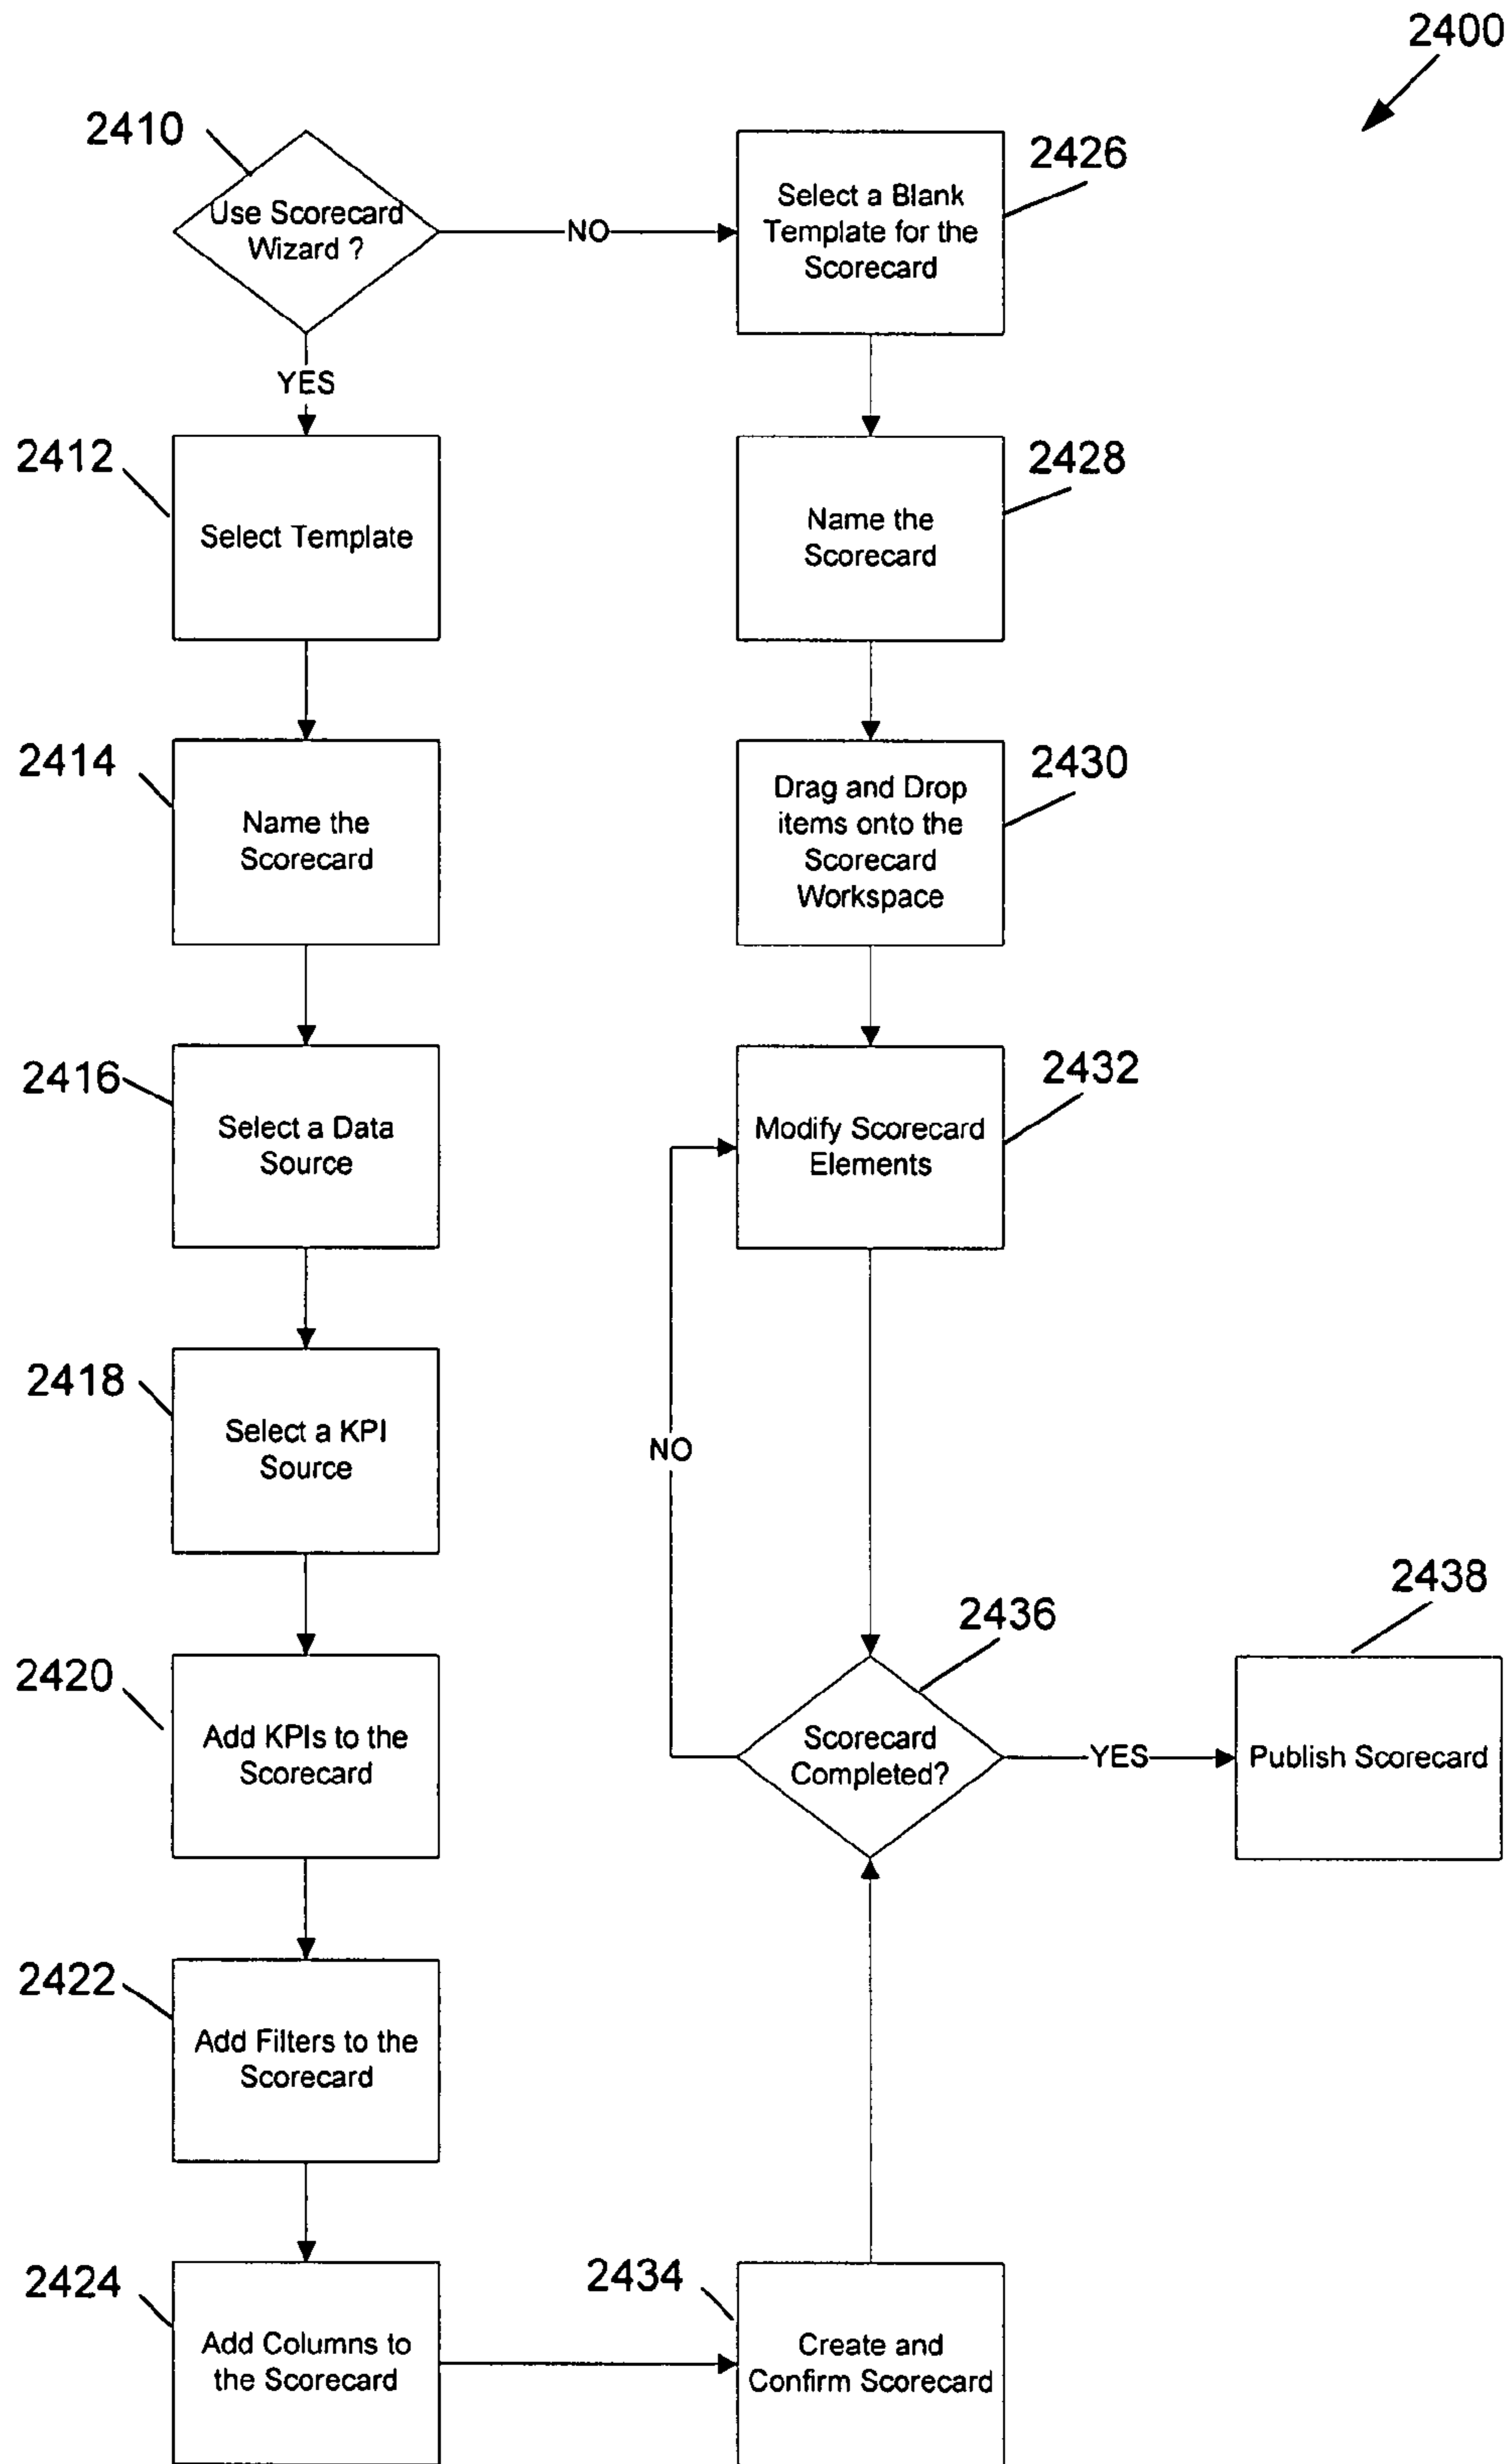 2400
2410
Use Scorecard
Wizard ?
NO
2426
Select a Blank
Template for the
Scorecard
YES
2412
Select Template
2428
Name the
Scorecard
2414
Name the
Scorecard
2430
Drag and Drop
items onto the
Scorecard
Workspace
2416
Select a Data
Source
2432
Modify Scorecard
Elements
2418
Select a KPI
Source
NO
2420
Add KPIs to the
Scorecard
2436
Scorecard
Completed?
YES
2438
Publish Scorecard
2422
Add Filters to the
Scorecard
2424
Add Columns to
the Scorecard
2434
Create and
Confirm Scorecard